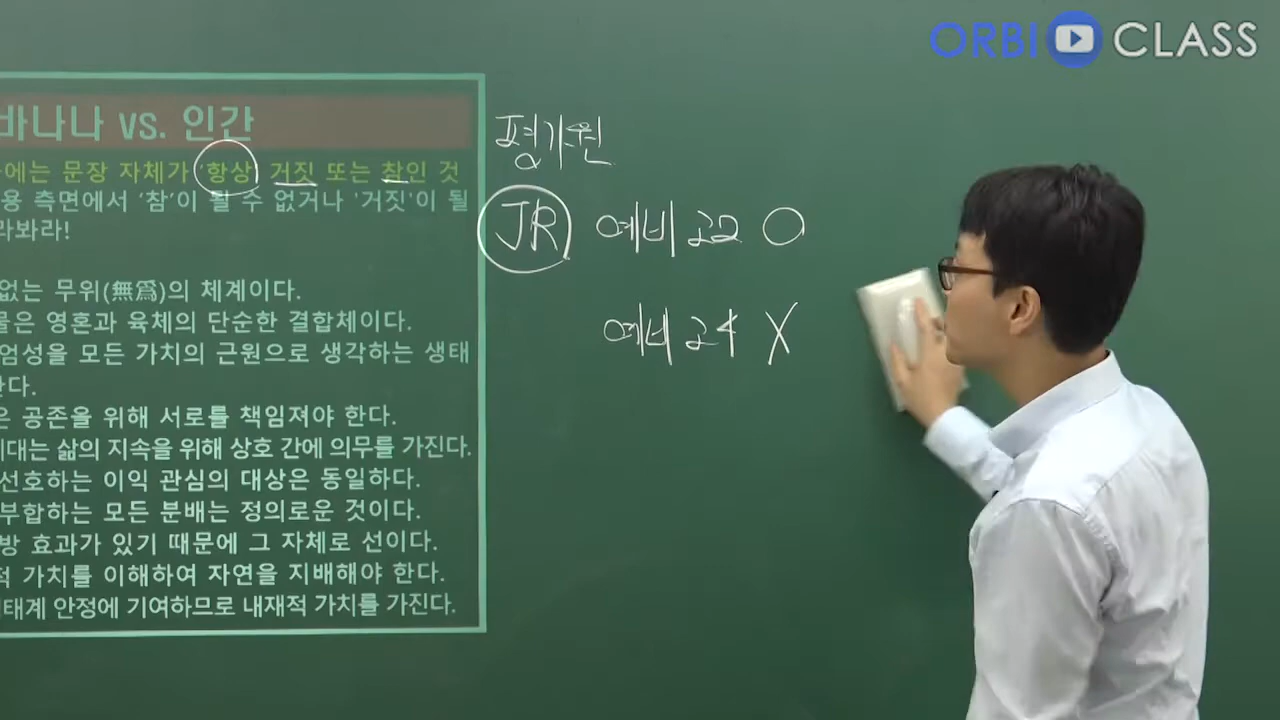 ORBI CLASS
바나나 vs. 인간
에는 문장 자체가 '항상' 거짓 또는 참인 것
용 측면에서 '참'이 될 수 없거나 '거짓'이 될
라봐라!
없는 무위(無爲)의 체계이다.
물은 영혼과 육체의 단순한 결합체이다.
엄성을 모든 가치의 근원으로 생각하는 생태
한다.
은 공존을 위해 서로를 책임져야 한다.
대는 삶의 지속을 위해 상호 간에 의무를 가진다.
선호하는 이익 관심의 대상은 동일하다.
부합하는 모든 분배는 정의로운 것이다.
방 효과가 있기 때문에 그 자체로 선이다.
적 가치를 이해하여 자연을 지배해야 한다.
태계 안정에 기여하므로 내재적 가치를 가진다.
평가원
JR 예비 고2 O
예비 고4 X